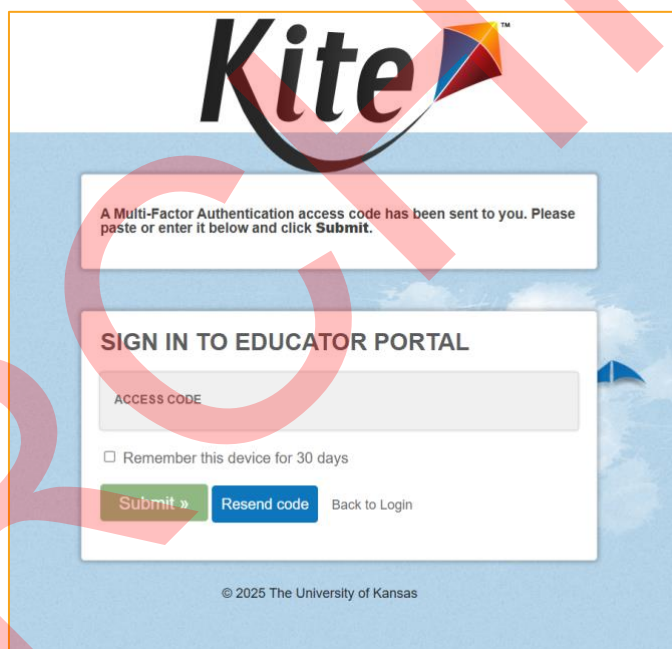 Kite™
A Multi-Factor Authentication access code has been sent to you. Please
paste or enter it below and click Submit.
SIGN IN TO EDUCATOR PORTAL
ACCESS CODE
Remember this device for 30 days
Submit »
Resend code
Back to Login
© 2025 The University of Kansas